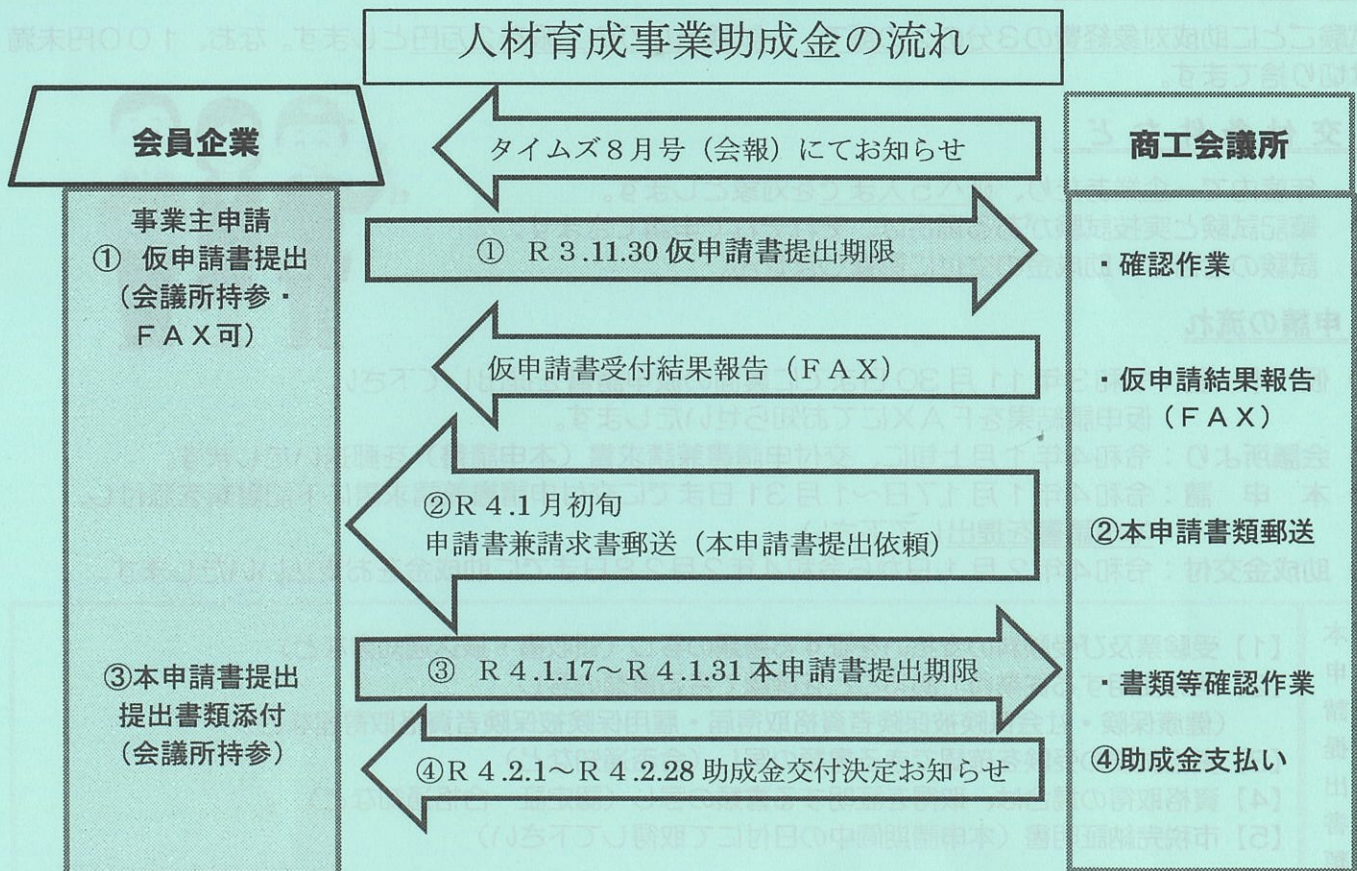 人材育成事業助成金の流れ
会員企業
タイムズ8月号（会報）にてお知らせ
商工会議所
事業主申請
① 仮申請書提出
（会議所持参・
ＦＡＸ可）
① Ｒ３.11.30 仮申請書提出期限
・確認作業
仮申請書受付結果報告（ＦＡＸ）
・仮申請結果報告
（ＦＡＸ）
②Ｒ４.1 月初旬
申請書兼請求書郵送（本申請書提出依頼）
②本申請書類郵送
③本申請書提出
提出書類添付
（会議所持参）
③ Ｒ４.1.17～Ｒ４.1.31 本申請書提出期限
・書類等確認作業
④Ｒ４.2.1～Ｒ４.2.28 助成金交付決定お知らせ
④助成金支払い